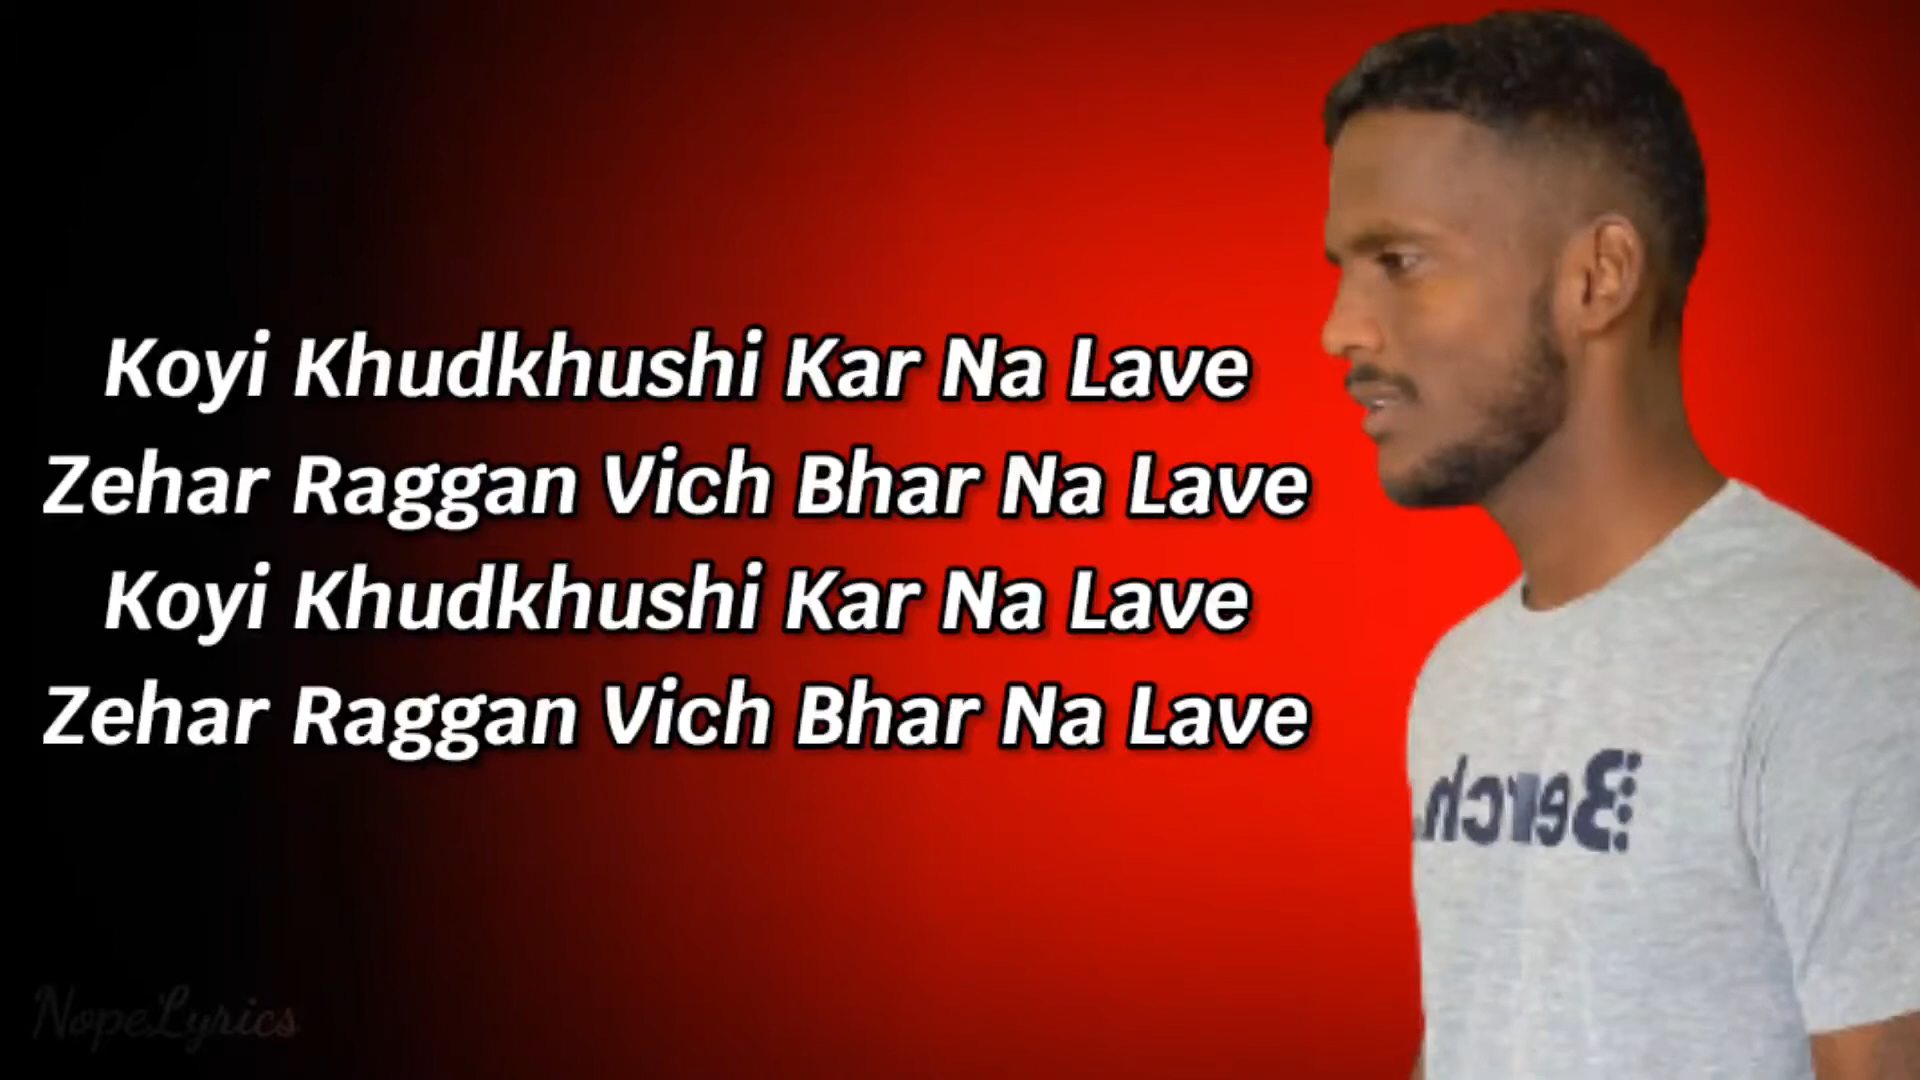 Koyi Khudkhushi Kar Na Lave
Zehar Raggan Vich Bhar Na Lave
Koyi Khudkhushi Kar Na Lave
Zehar Raggan Vich Bhar Na Lave
Berch.
NopeLyrics